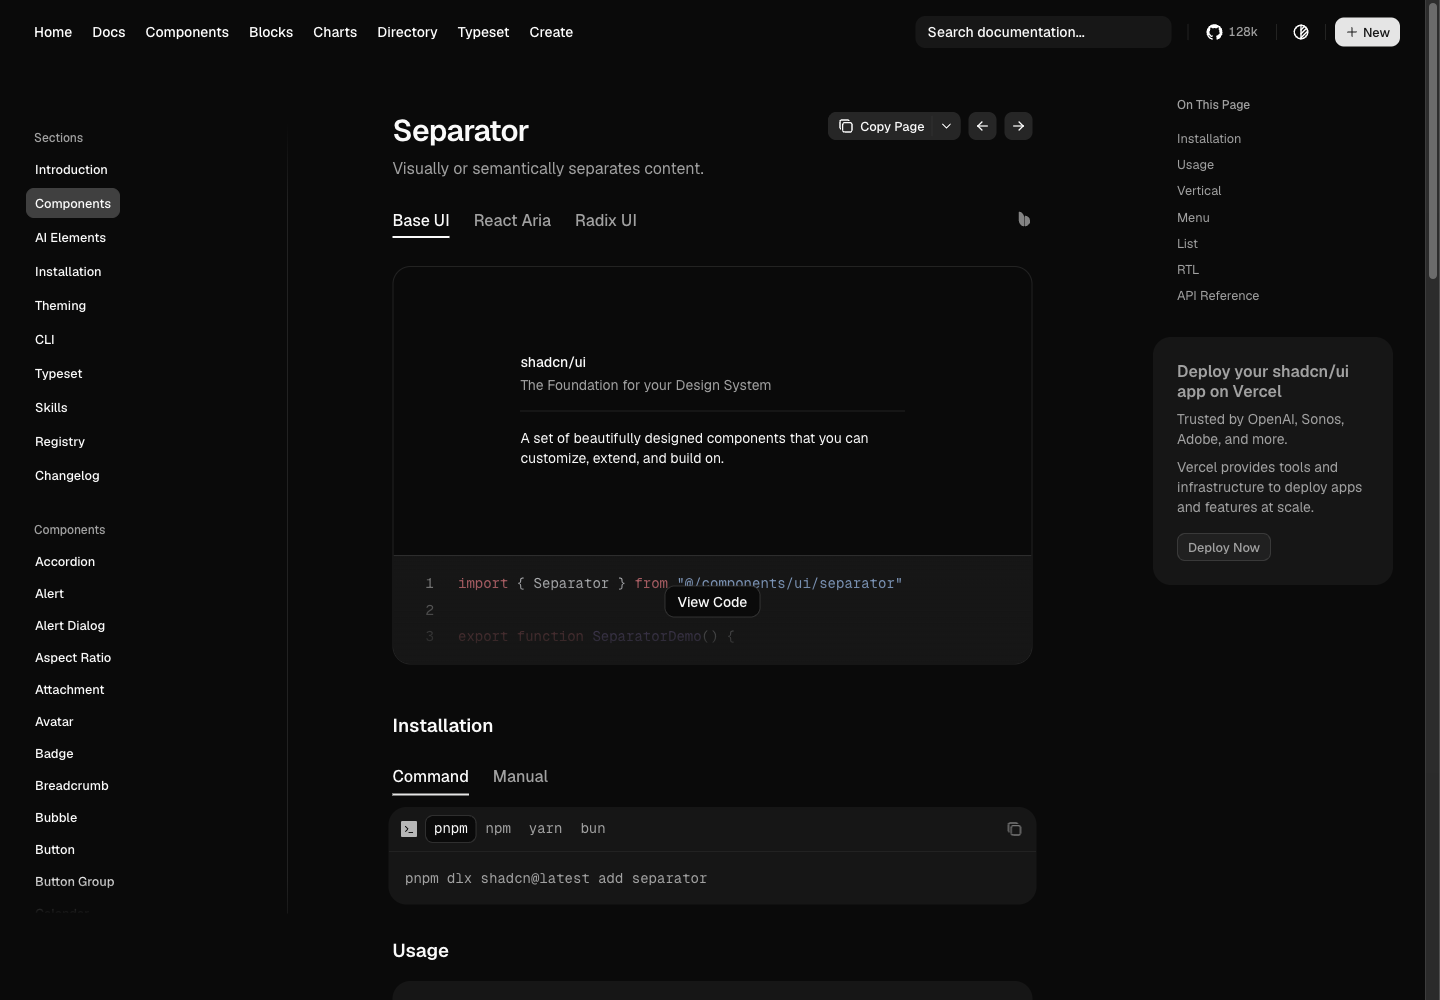 Home Docs Components Blocks Charts Directory Typeset Create
Search documentation...
128k
New
Sections
Introduction
Components
AI Elements
Installation
Theming
CLI
Typeset
Skills
Registry
Changelog
Components
Accordion
Alert
Alert Dialog
Aspect Ratio
Attachment
Avatar
Badge
Breadcrumb
Bubble
Button
Button Group
Calendar
Separator
Copy Page
Visually or semantically separates content.
Base UI React Aria Radix UI
shadcn/ui
The Foundation for your Design System
A set of beautifully designed components that you can
customize, extend, and build on.
1 import { Separator } from "@/components/ui/separator"
2
View Code
3 export function SeparatorDemo() {
Installation
Command Manual
pnpm npm yarn bun
pnpm dlx shadcn@latest add separator
Usage
On This Page
Installation
Usage
Vertical
Menu
List
RTL
API Reference
Deploy your shadcn/ui
app on Vercel
Trusted by OpenAI, Sonos,
Adobe, and more.
Vercel provides tools and
infrastructure to deploy apps
and features at scale.
Deploy Now